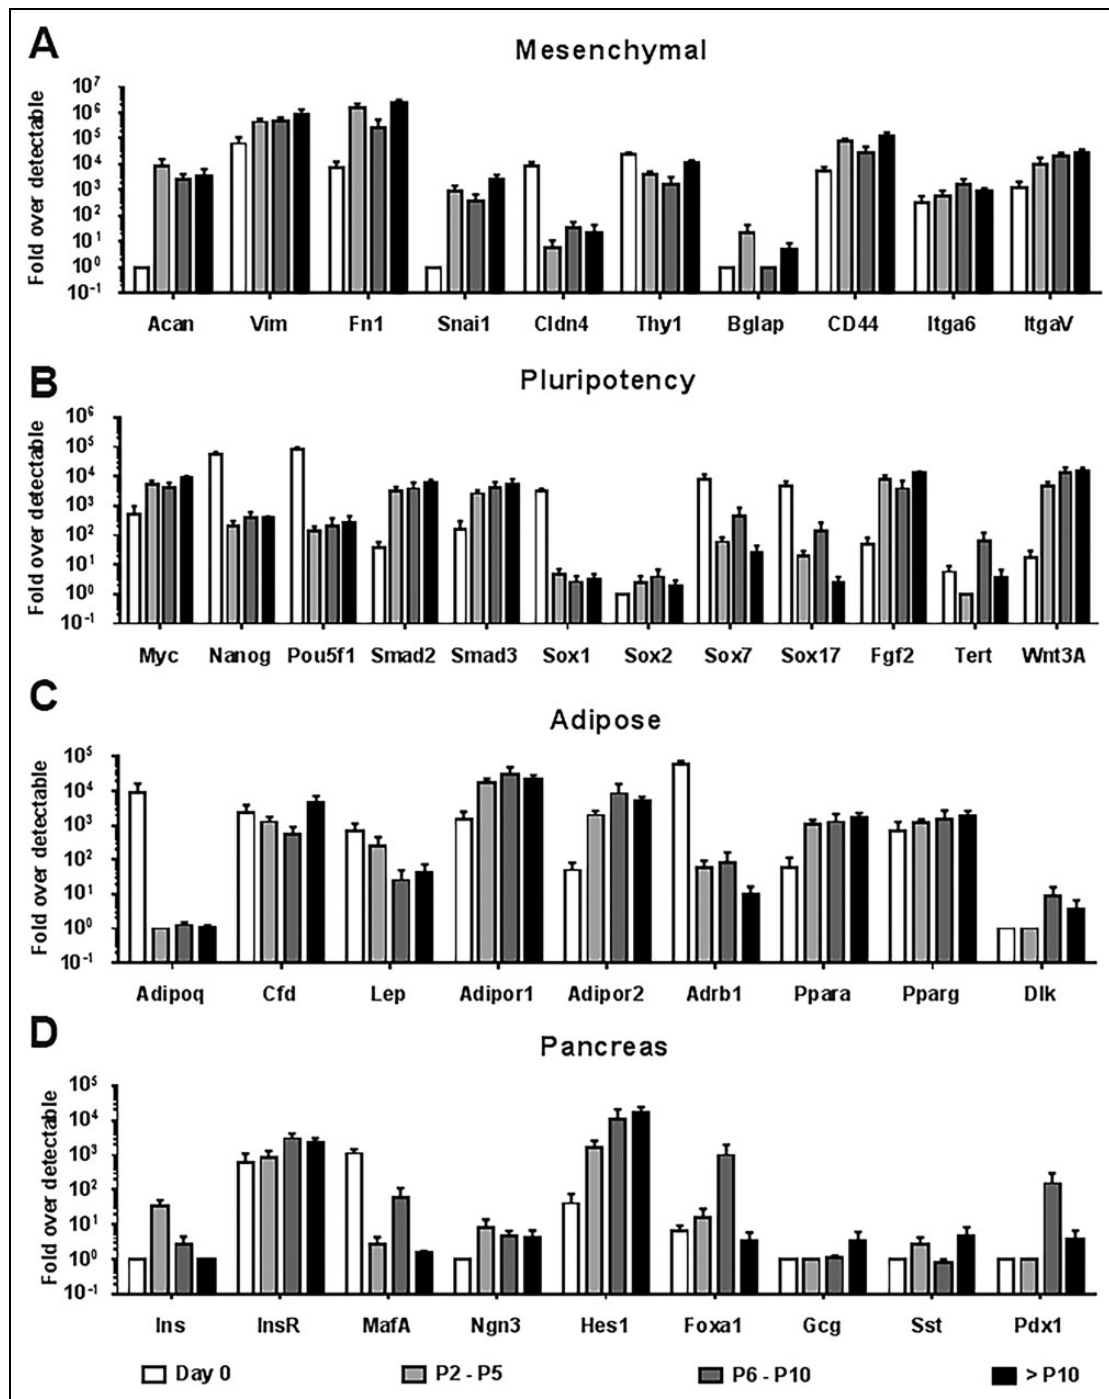 A
Mesenchymal
Fold over detectable
10⁷
10⁶
10⁵
10⁴
10³
10²
10¹
10⁰
10⁻¹
Acan Vim Fn1 Snai1 Cldn4 Thy1 Bglap CD44 Itga6 ItgaV
B
Pluripotency
Fold over detectable
10⁶
10⁵
10⁴
10³
10²
10¹
10⁰
10⁻¹
Myc Nanog Pou5f1 Smad2 Smad3 Sox1 Sox2 Sox7 Sox17 Fgf2 Tert Wnt3A
C
Adipose
Fold over detectable
10⁵
10⁴
10³
10²
10¹
10⁰
10⁻¹
Adipoq Cfd Lep Adipor1 Adipor2 Adrb1 Ppara Pparg Dlk
D
Pancreas
Fold over detectable
10⁵
10⁴
10³
10²
10¹
10⁰
10⁻¹
Ins InsR MafA Ngn3 Hes1 Foxa1 Gcg Sst Pdx1
Day 0 P2 - P5 P6 - P10 > P10